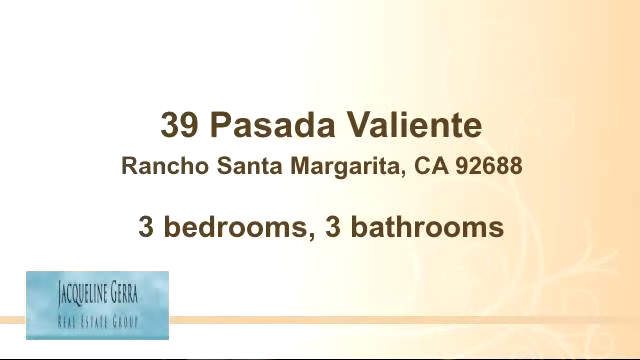 39 Pasada Valiente
Rancho Santa Margarita, CA 92688
3 bedrooms, 3 bathrooms
JACQUELINE GERRA
REAL ESTATE GROUP